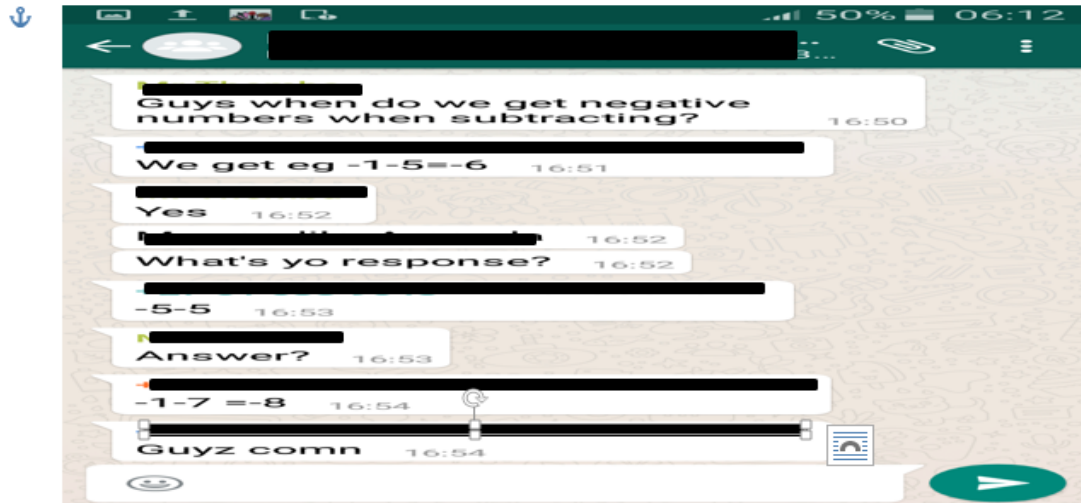 50% 06:12
Guys when do we get negative
numbers when subtracting?
16:50
We get eg -1-5=-6 16:51
Yes 16:52
16:52
What's yo response? 16:52
-5-5 16:53
Answer? 16:53
-1-7 =-8 16:54
Guyz comn 16:54